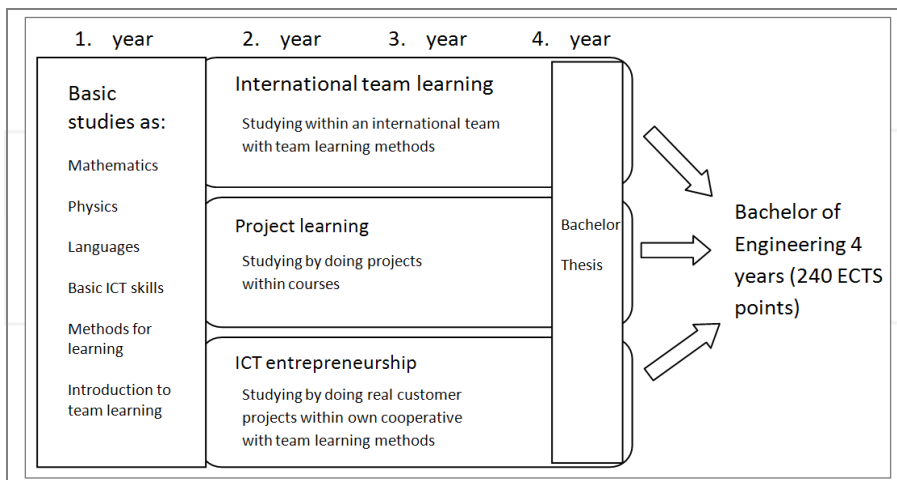 1. year 2. year 3. year 4. year
Basic
studies as:
Mathematics
Physics
Languages
Basic ICT skills
Methods for
learning
Introduction to
team learning
International team learning
Studying within an international team
with team learning methods
Project learning
Studying by doing projects
within courses
ICT entrepreneurship
Studying by doing real customer
projects within own cooperative
with team learning methods
Bachelor
Thesis
Bachelor of
Engineering 4
years (240 ECTS
points)